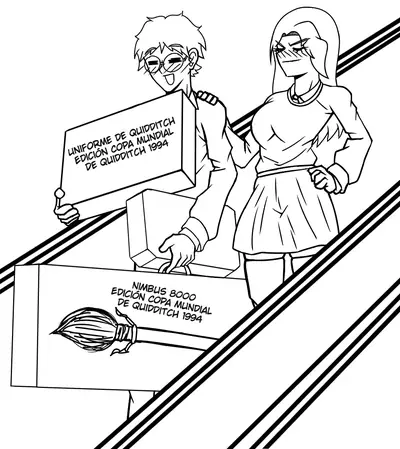 UNIFORME DE QUIDDITCH
EDICIÓN COPA MUNDIAL
DE QUIDDITCH 1994
NIMBUS 8000
EDICIÓN COPA MUNDIAL
DE QUIDDITCH 1994